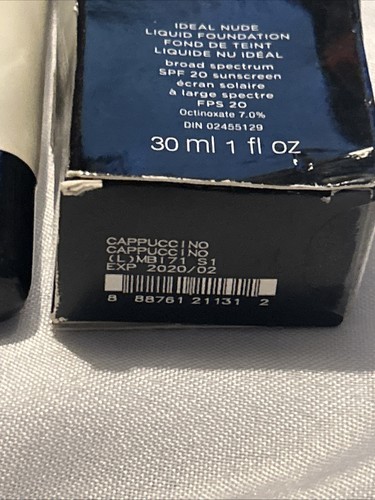 IDEAL NUDE
LIQUID FOUNDATION
FOND DE TEINT
LIQUIDE NU IDÉAL
broad spectrum
SPF 20 sunscreen
écran solaire
à large spectre
FPS 20
Octinoxate 7.0%
DIN 02455129
30 ml 1 fl oz
CAPPUCCINO
CAPPUCCINO
(L)MBI71 S1
EXP 2020/02
8 88761 21131 2